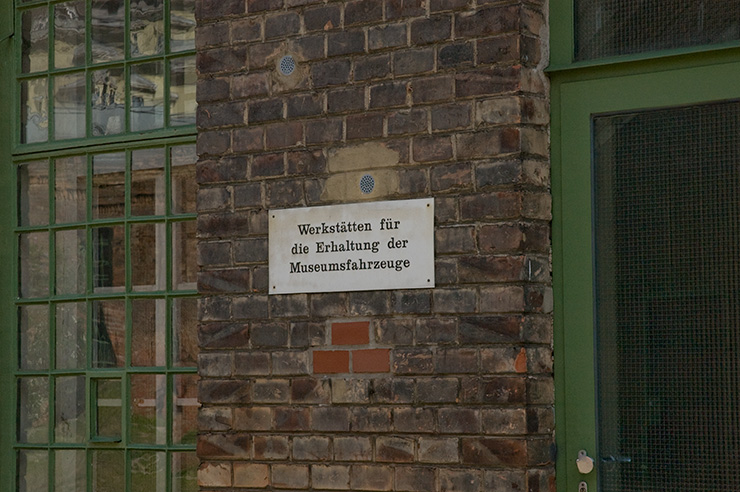 Werkstätten für
die Erhaltung der
Museumsfahrzeuge